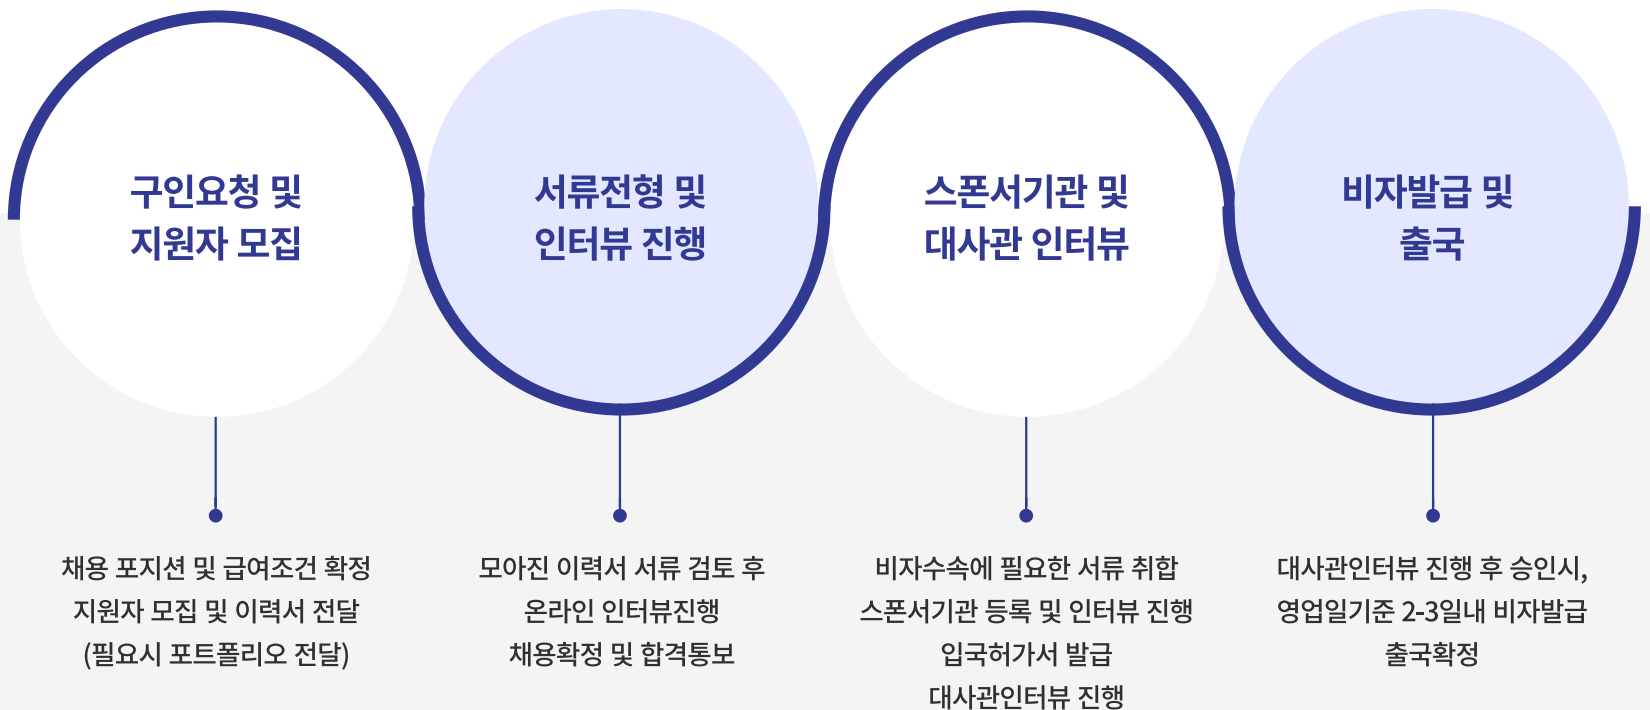 구인요청 및
지원자 모집
서류전형 및
인터뷰 진행
스폰서기관 및
대사관 인터뷰
비자발급 및
출국
채용 포지션 및 급여조건 확정
지원자 모집 및 이력서 전달
(필요시 포트폴리오 전달)
모아진 이력서 서류 검토 후
온라인 인터뷰진행
채용확정 및 합격통보
비자수속에 필요한 서류 취합
스폰서기관 등록 및 인터뷰 진행
입국허가서 발급
대사관인터뷰 진행
대사관인터뷰 진행 후 승인시,
영업일기준 2-3일내 비자발급
출국확정